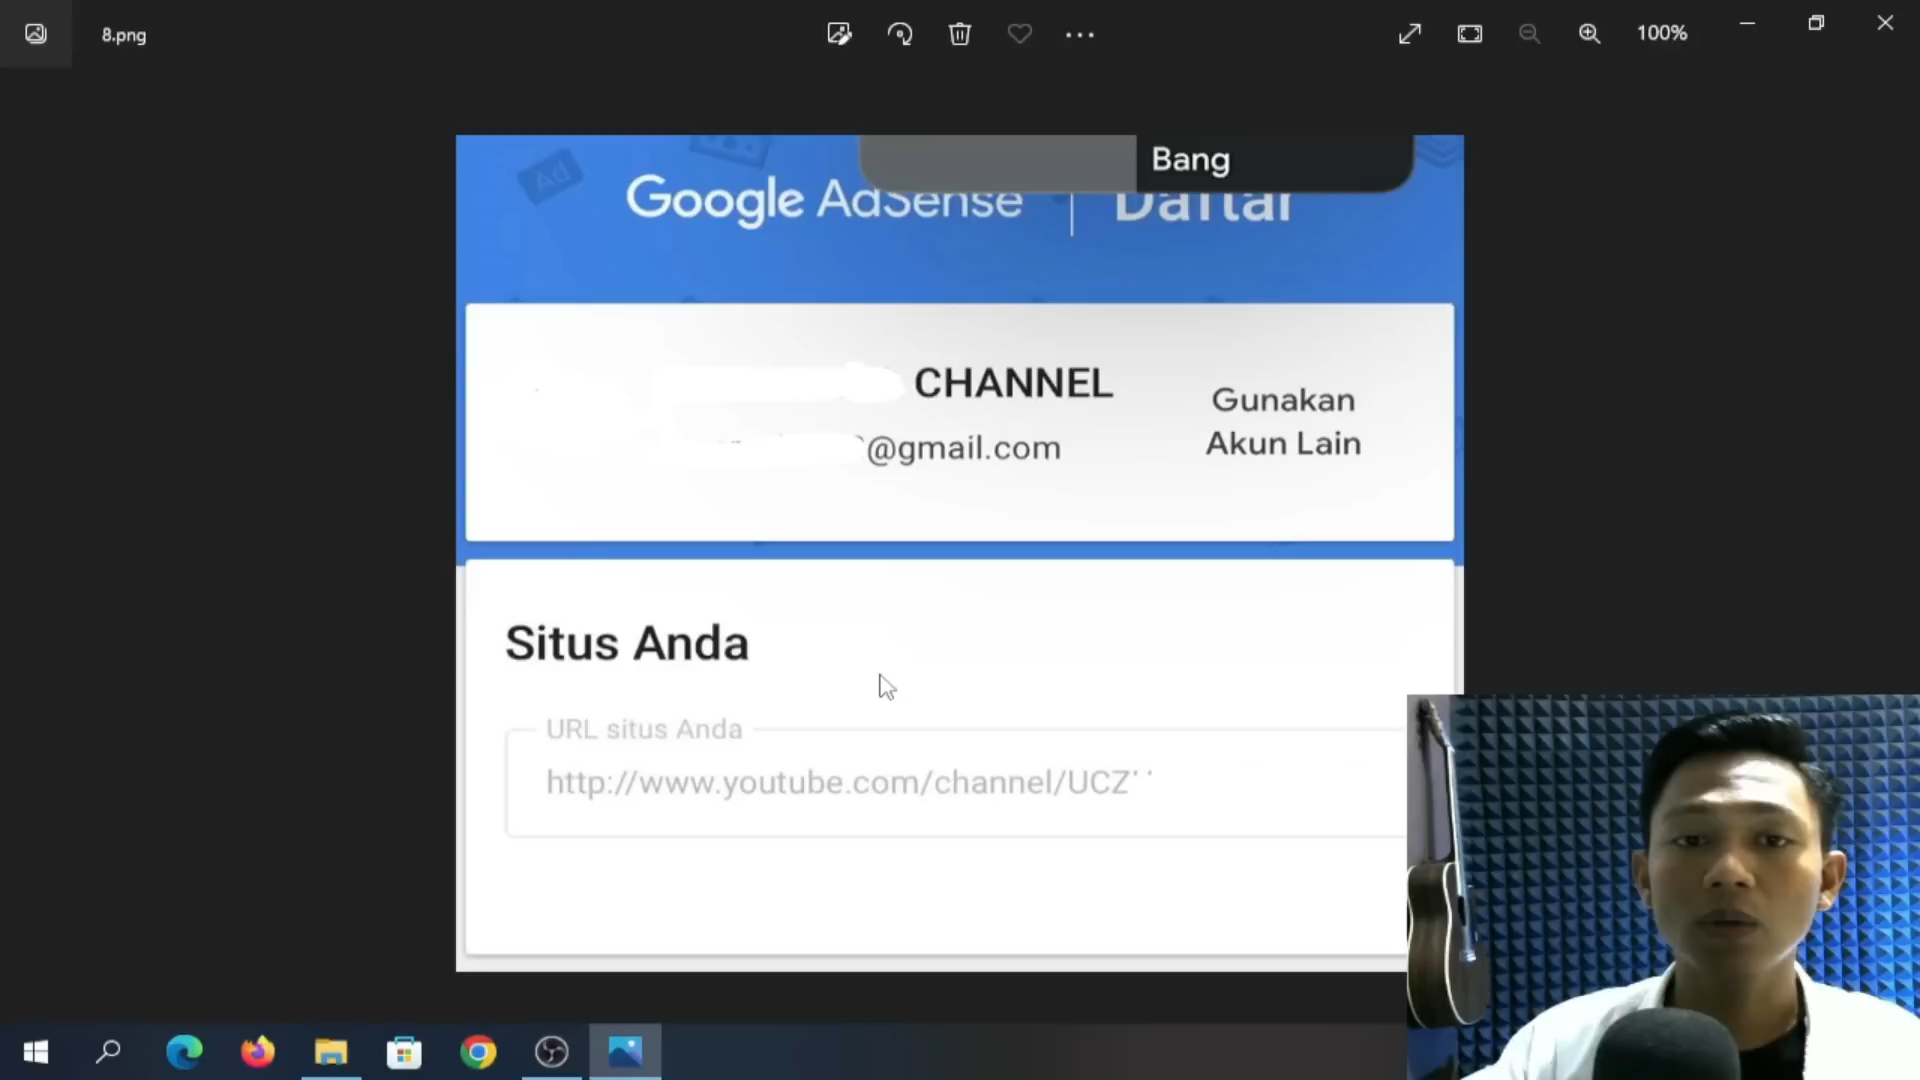 8.png
100%
Bang
Ad
Google AdSense
Daftar
CHANNEL
@gmail.com
Gunakan
Akun Lain
Situs Anda
URL situs Anda
http://www.youtube.com/channel/UCZ